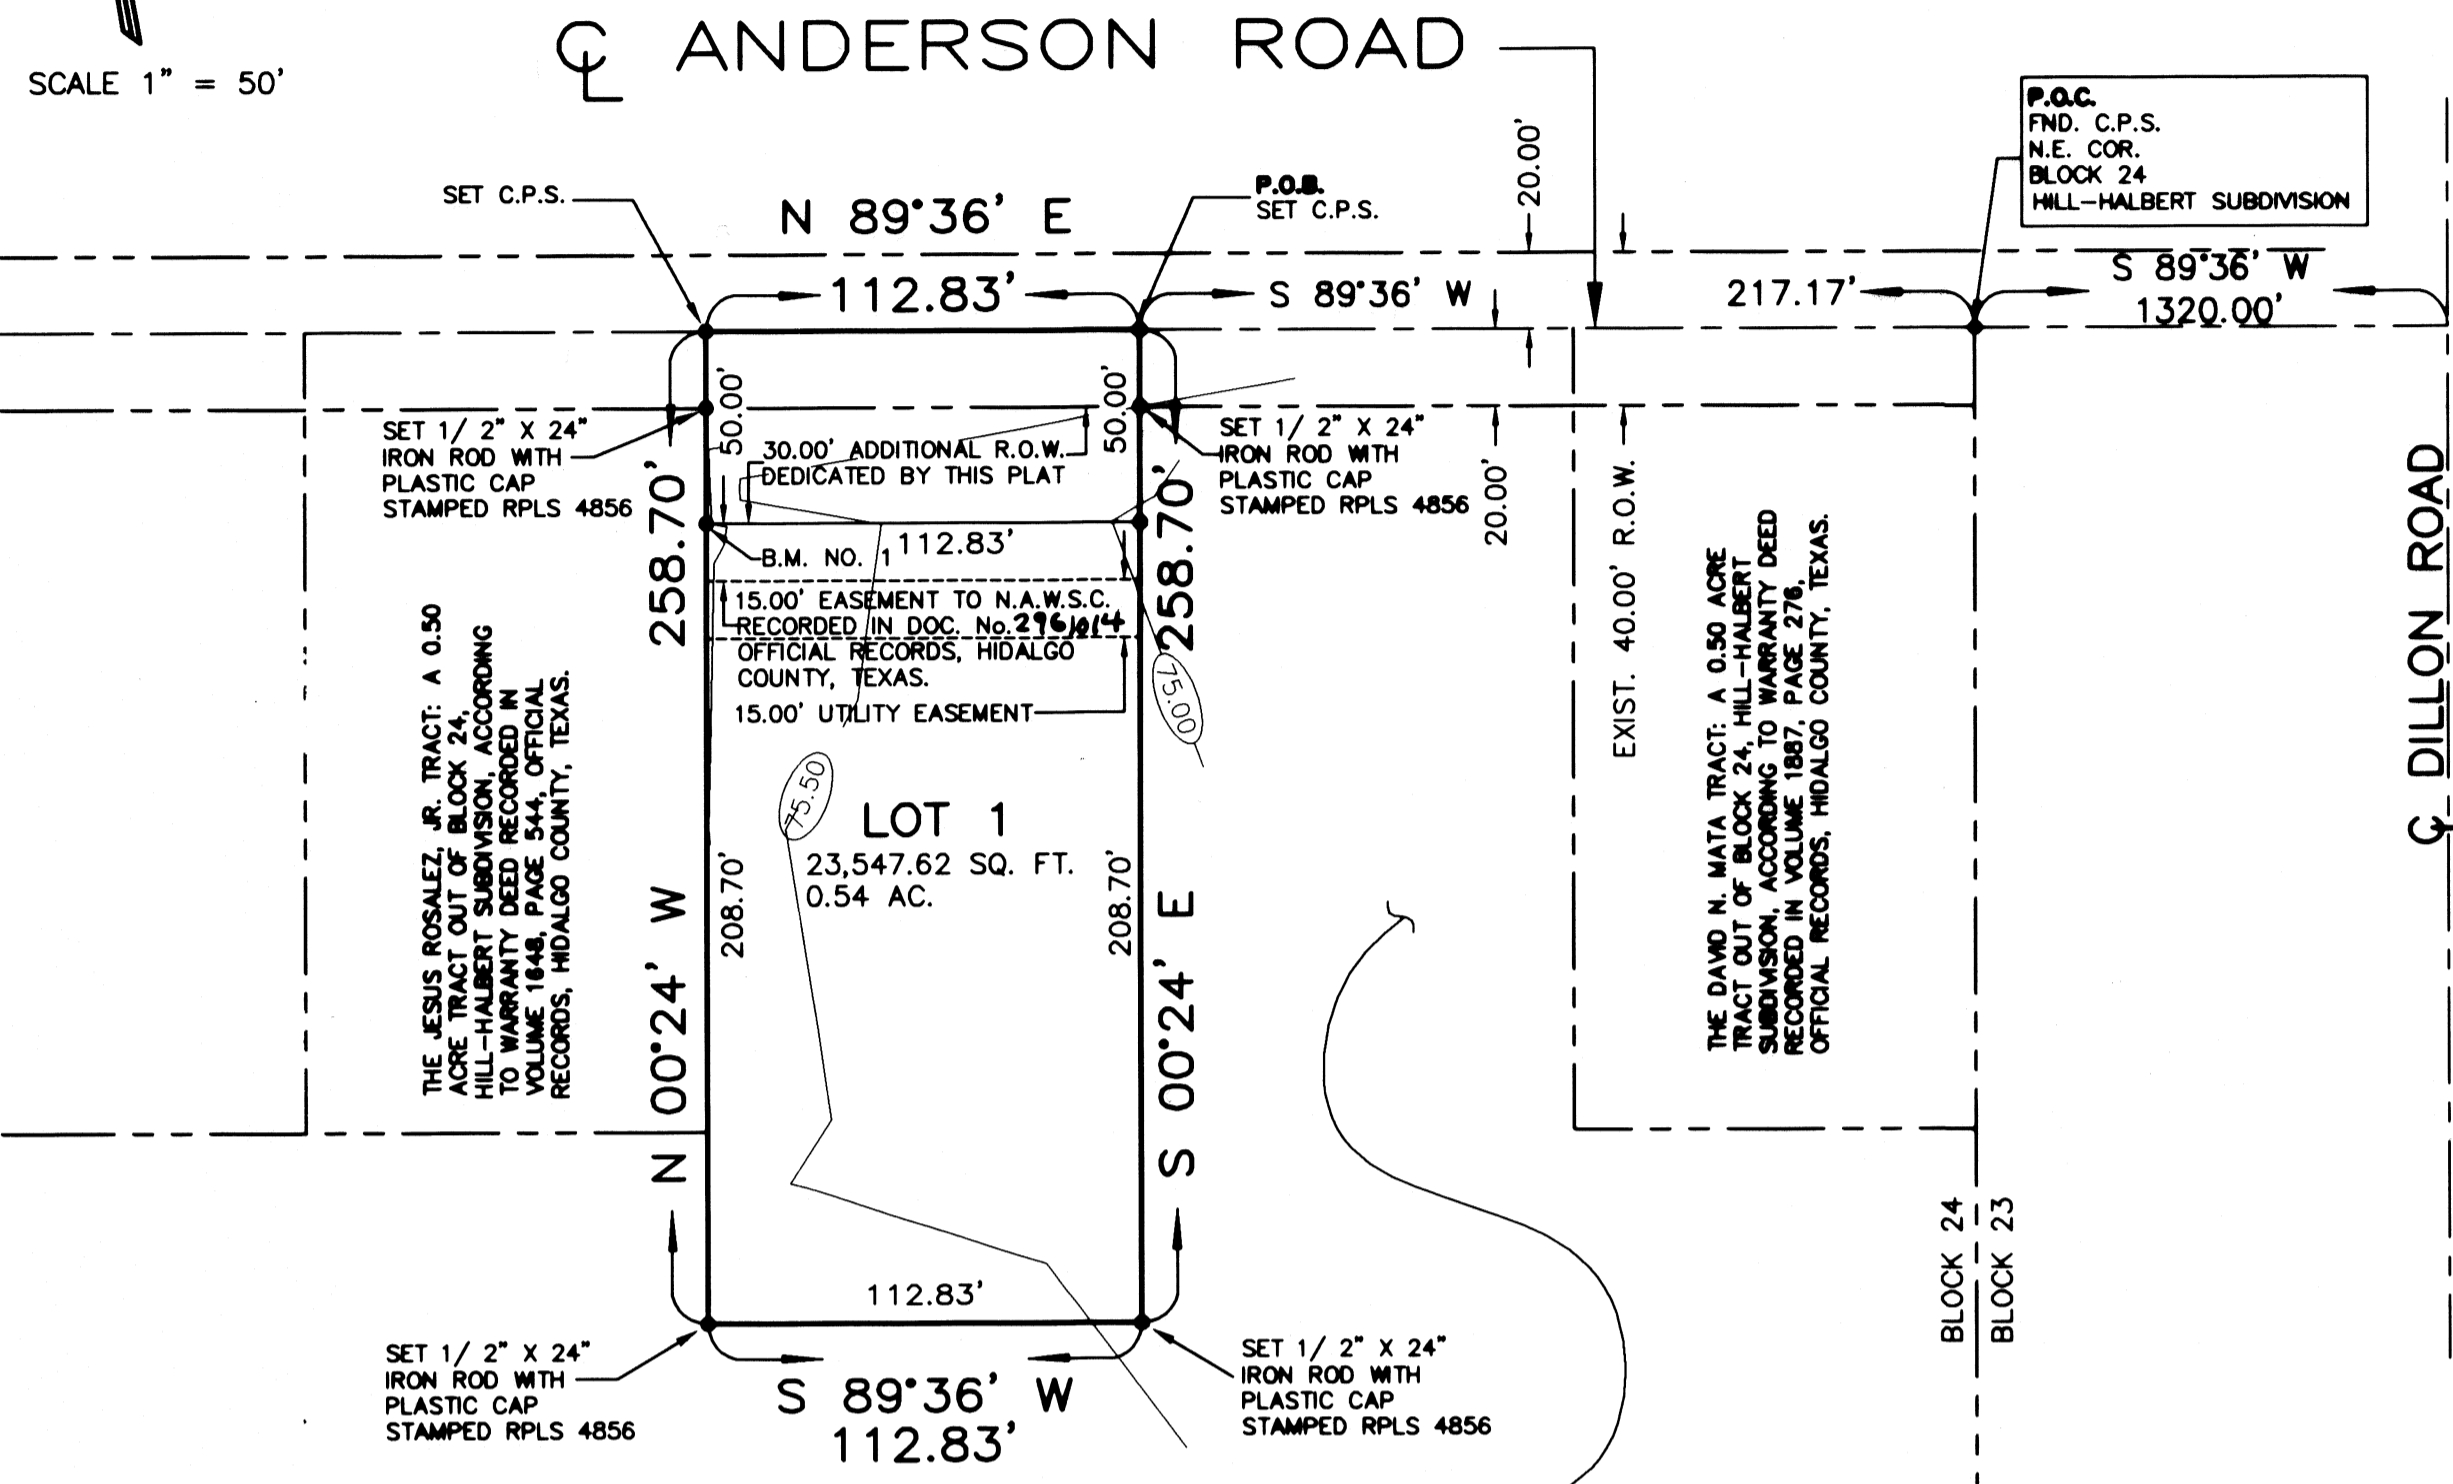 SCALE 1" = 50'
℄ ANDERSON ROAD
P.O.C.
FND. C.P.S.
N.E. COR.
BLOCK 24
HILL-HALBERT SUBDIVISION
SET C.P.S.
N 89°36' E
P.O.B.
SET C.P.S.
20.00'
112.83'
S 89°36' W
217.17'
S 89°36' W
1320.00'
50.00'
50.00'
SET 1/ 2" X 24"
IRON ROD WITH
PLASTIC CAP
STAMPED RPLS 4856
30.00' ADDITIONAL R.O.W.
DEDICATED BY THIS PLAT
SET 1/ 2" X 24"
IRON ROD WITH
PLASTIC CAP
STAMPED RPLS 4856
20.00'
EXIST. 40.00' R.O.W.
258.70'
258.70'
B.M. NO. 1
112.83'
15.00' EASEMENT TO N.A.W.S.C.
RECORDED IN DOC. No. 2961014
OFFICIAL RECORDS, HIDALGO
COUNTY, TEXAS.
15.00' UTILITY EASEMENT
75.00
75.50
LOT 1
23,547.62 SQ. FT.
0.54 AC.
208.70'
208.70'
N 00°24' W
S 00°24' E
THE JESUS ROSALEZ, JR. TRACT: A 0.50
ACRE TRACT OUT OF BLOCK 24,
HILL-HALBERT SUBDIVISION, ACCORDING
TO WARRANTY DEED RECORDED IN
VOLUME 1648, PAGE 544, OFFICIAL
RECORDS, HIDALGO COUNTY, TEXAS.
THE DAVID N. MATA TRACT: A 0.50 ACRE
TRACT OUT OF BLOCK 24, HILL-HALBERT
SUBDIVISION, ACCORDING TO WARRANTY DEED
RECORDED IN VOLUME 1887, PAGE 276,
OFFICIAL RECORDS, HIDALGO COUNTY, TEXAS.
℄ DILLON ROAD
BLOCK 24
BLOCK 23
112.83'
SET 1/ 2" X 24"
IRON ROD WITH
PLASTIC CAP
STAMPED RPLS 4856
S 89°36' W
112.83'
SET 1/ 2" X 24"
IRON ROD WITH
PLASTIC CAP
STAMPED RPLS 4856